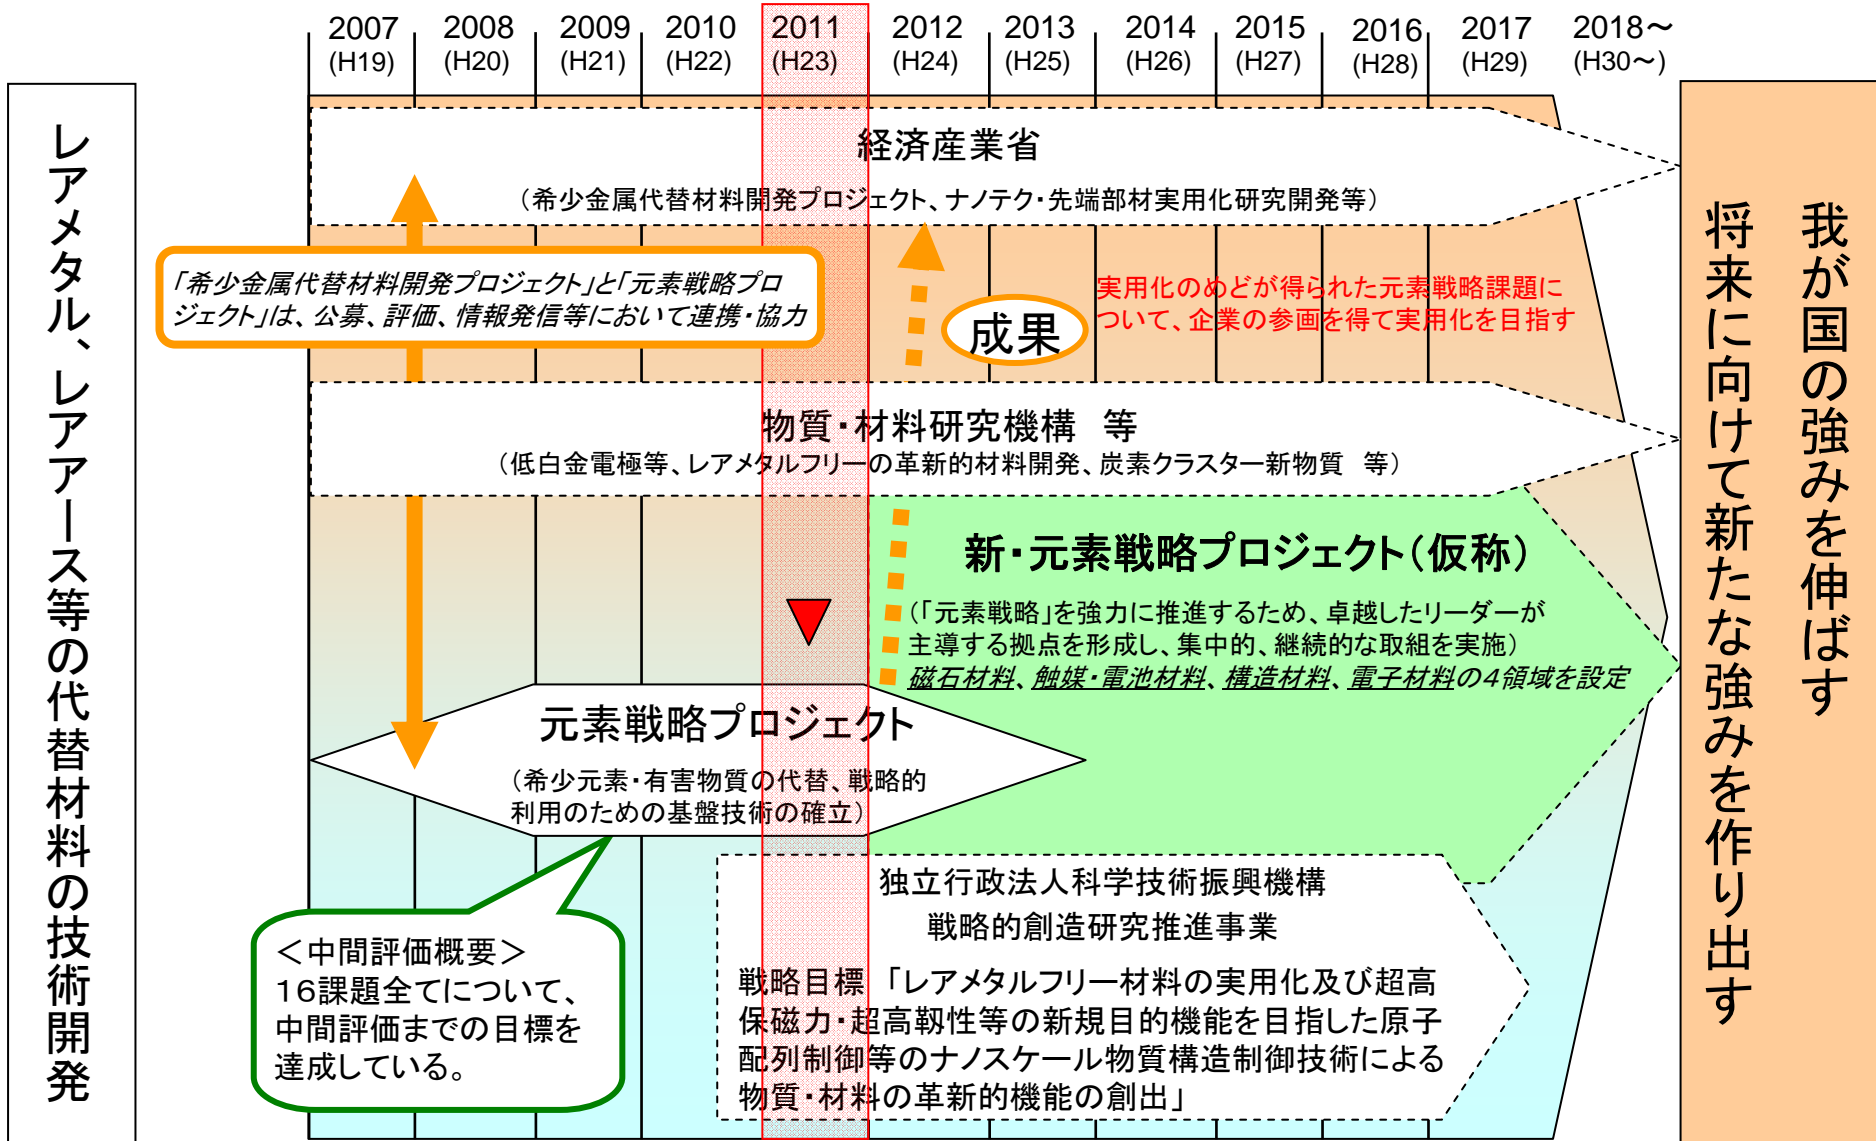 2007
(H19)
2008
(H20)
2009
(H21)
2010
(H22)
2011
(H23)
2012
(H24)
2013
(H25)
2014
(H26)
2015
(H27)
2016
(H28)
2017
(H29)
2018～
(H30～)
レアメタル、レアアース等の代替材料の技術開発
経済産業省
（希少金属代替材料開発プロジェクト、ナノテク・先端部材実用化研究開発等）
「希少金属代替材料開発プロジェクト」と「元素戦略プロ
ジェクト」は、公募、評価、情報発信等において連携・協力
成果
実用化のめどが得られた元素戦略課題に
ついて、企業の参画を得て実用化を目指す
物質・材料研究機構　等
（低白金電極等、レアメタルフリーの革新的材料開発、炭素クラスター新物質　等）
新・元素戦略プロジェクト（仮称）
（「元素戦略」を強力に推進するため、卓越したリーダーが
主導する拠点を形成し、集中的、継続的な取組を実施）
磁石材料、触媒・電池材料、構造材料、電子材料の４領域を設定
元素戦略プロジェクト
（希少元素・有害物質の代替、戦略的
利用のための基盤技術の確立）
＜中間評価概要＞
１６課題全てについて、
中間評価までの目標を
達成している。
独立行政法人科学技術振興機構
戦略的創造研究推進事業
戦略目標　「レアメタルフリー材料の実用化及び超高
保磁力・超高靱性等の新規目的機能を目指した原子
配列制御等のナノスケール物質構造制御技術による
物質・材料の革新的機能の創出」
我が国の強みを伸ばす
将来に向けて新たな強みを作り出す